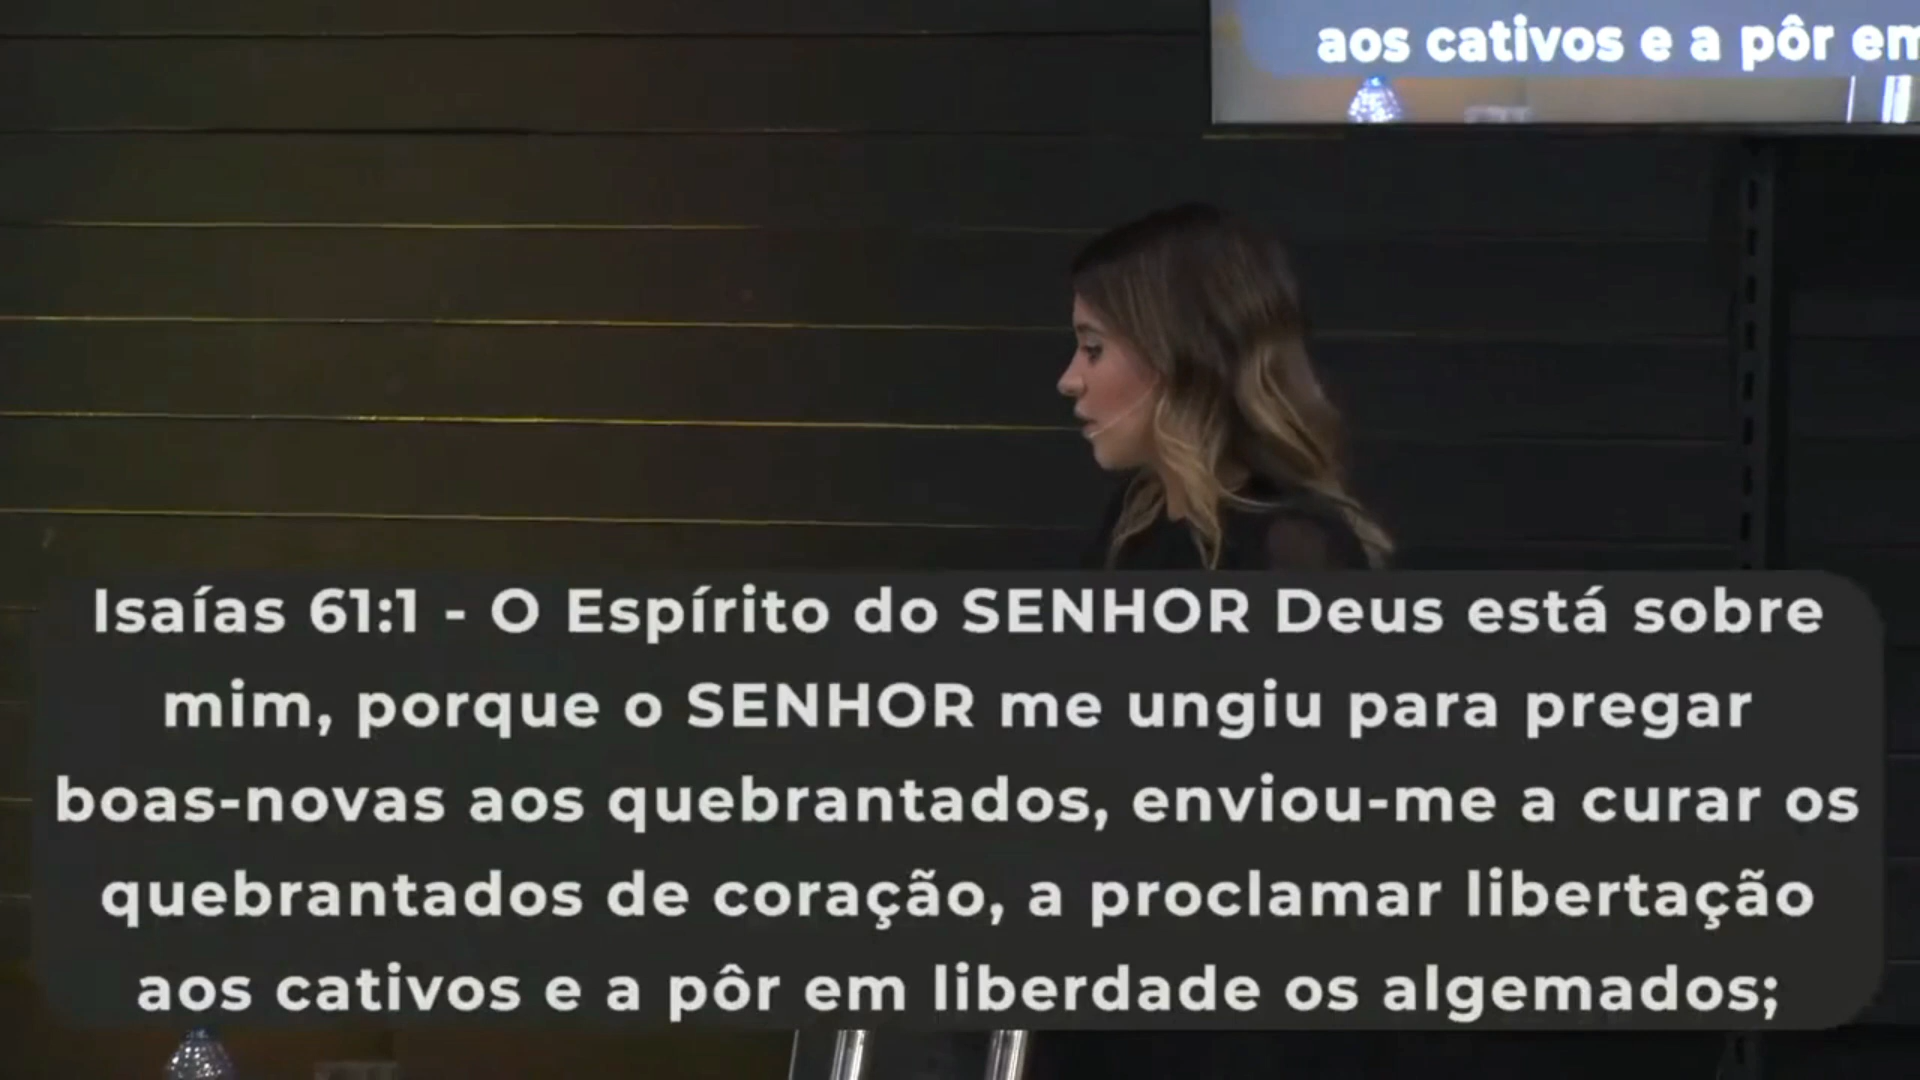 aos cativos e a pôr em
Isaías 61:1 - O Espírito do SENHOR Deus está sobre
mim, porque o SENHOR me ungiu para pregar
boas-novas aos quebrantados, enviou-me a curar os
quebrantados de coração, a proclamar libertação
aos cativos e a pôr em liberdade os algemados;